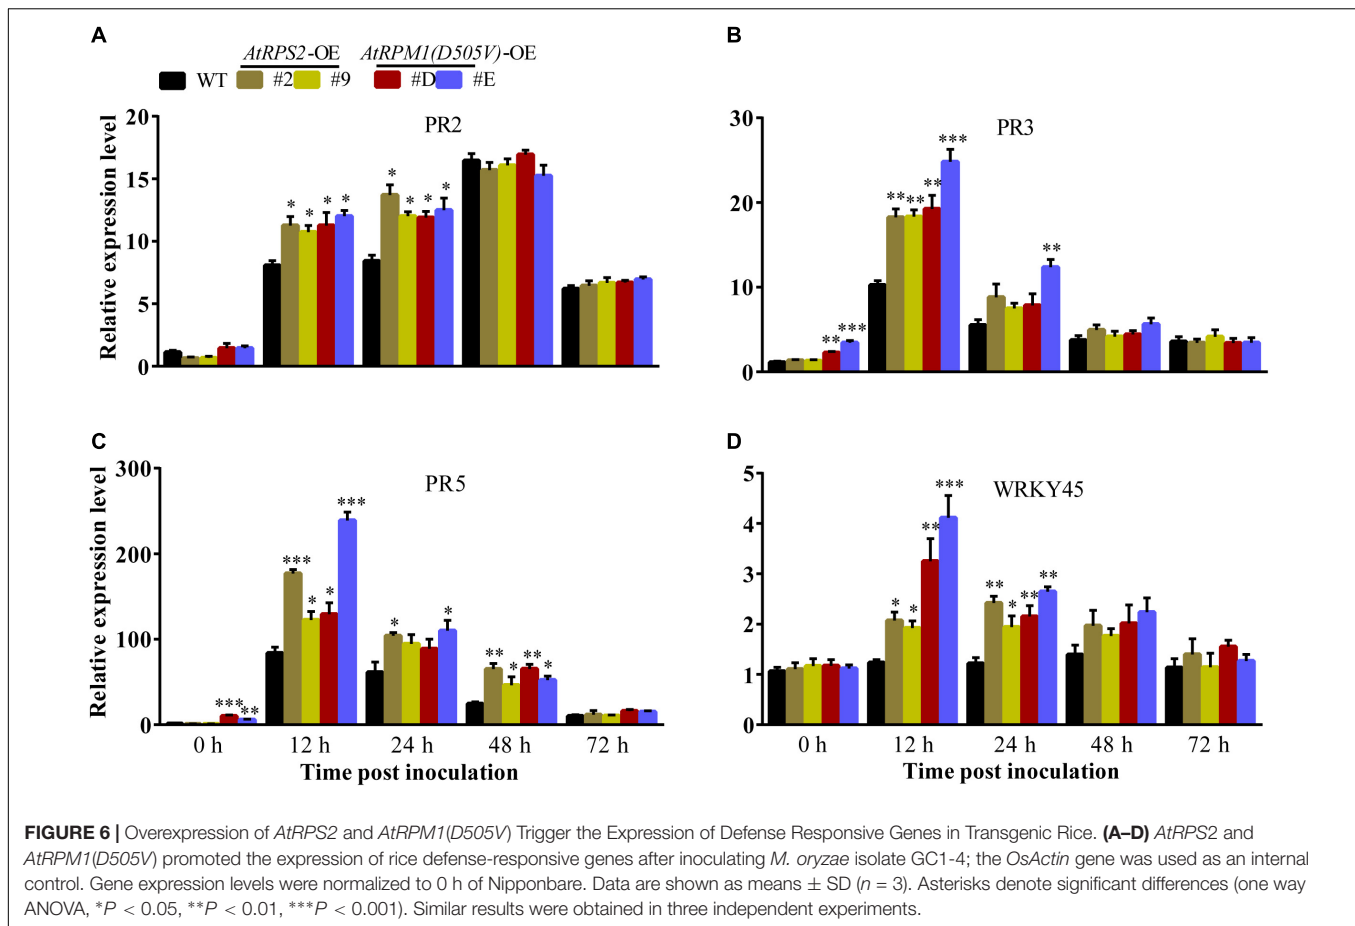 A
B
AtRPS2-OE AtRPM1(D505V)-OE
WT #2 #9 #D #E
PR2
Relative expression level
20
15
10
5
0
* * * *
* * * *
PR3
30
20
10
0
** ***
** ** ** ***
**
C
D
PR5
Relative expression level
300
200
100
0
*** **
*** * * ***
* *
** * ** *
0 h 12 h 24 h 48 h 72 h
Time post inoculation
WRKY45
5
4
3
2
1
0
* * ** ***
** * ** **
0 h 12 h 24 h 48 h 72 h
Time post inoculation
FIGURE 6 | Overexpression of AtRPS2 and AtRPM1(D505V) Trigger the Expression of Defense Responsive Genes in Transgenic Rice. (A–D) AtRPS2 and
AtRPM1(D505V) promoted the expression of rice defense-responsive genes after inoculating M. oryzae isolate GC1-4; the OsActin gene was used as an internal
control. Gene expression levels were normalized to 0 h of Nipponbare. Data are shown as means ± SD (n = 3). Asterisks denote significant differences (one way
ANOVA, *P < 0.05, **P < 0.01, ***P < 0.001). Similar results were obtained in three independent experiments.